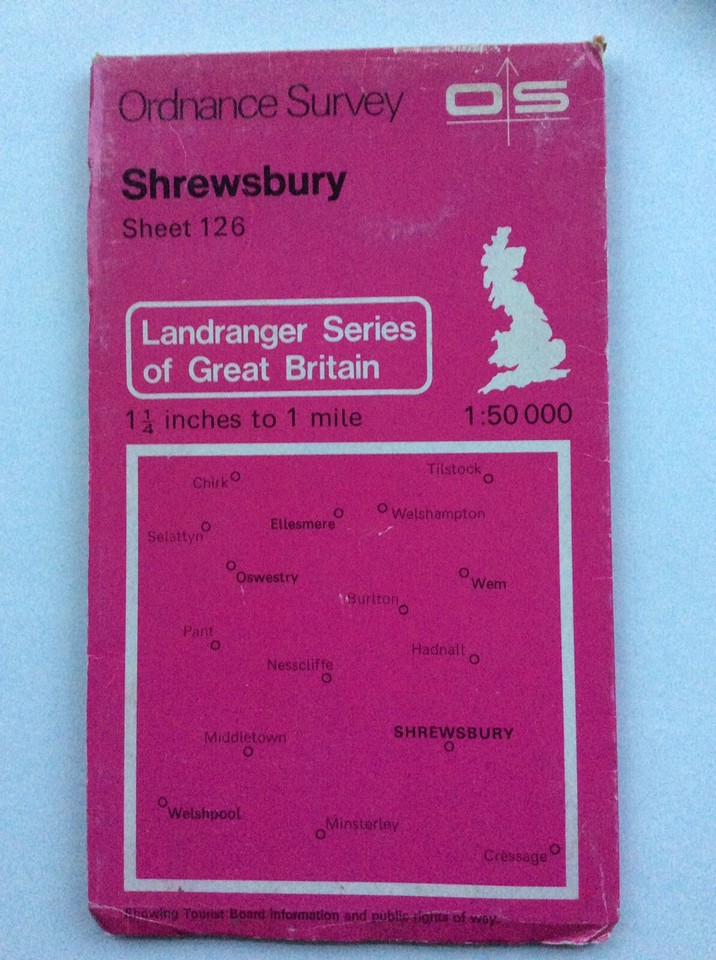 Ordnance Survey
OS
Shrewsbury
Sheet 126
Landranger Series
of Great Britain
1¼ inches to 1 mile
1:50 000
Chirk
Tilstock
Ellesmere
Welshampton
Selattyn
Oswestry
Wem
Burlton
Pant
Hadnall
Nesscliffe
Middletown
SHREWSBURY
Welshpool
Minsterley
Cressage
Showing Tourist Board information and public rights of way.